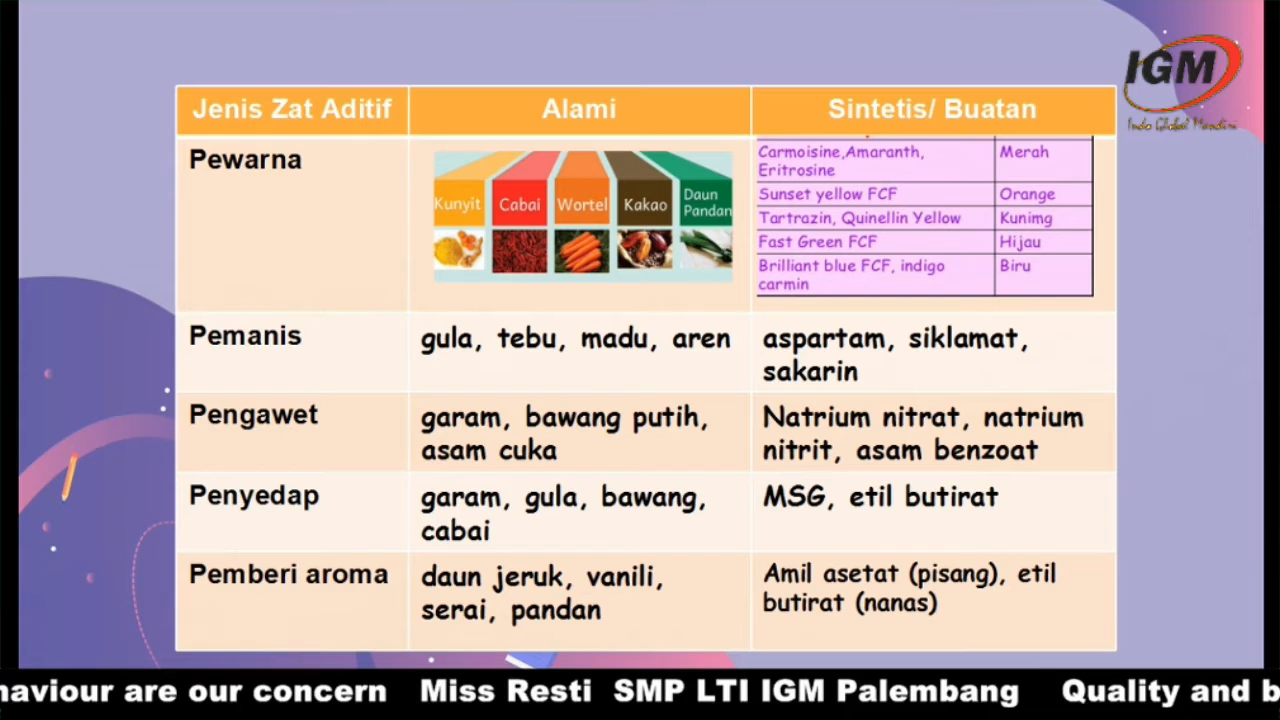 IGM
Indo Global Mandiri
Jenis Zat Aditif
Alami
Sintetis/ Buatan
Pewarna
Kunyit
Cabai
Wortel
Kakao
Daun
Pandan
Carmoisine,Amaranth,
Eritrosine
Merah
Sunset yellow FCF
Orange
Tartrazin, Quinellin Yellow
Kunimg
Fast Green FCF
Hijau
Brilliant blue FCF, indigo
carmin
Biru
Pemanis
gula, tebu, madu, aren
aspartam, siklamat,
sakarin
Pengawet
garam, bawang putih,
asam cuka
Natrium nitrat, natrium
nitrit, asam benzoat
Penyedap
garam, gula, bawang,
cabai
MSG, etil butirat
Pemberi aroma
daun jeruk, vanili,
serai, pandan
Amil asetat (pisang), etil
butirat (nanas)
haviour are our concern Miss Resti SMP LTI IGM Palembang Quality and b